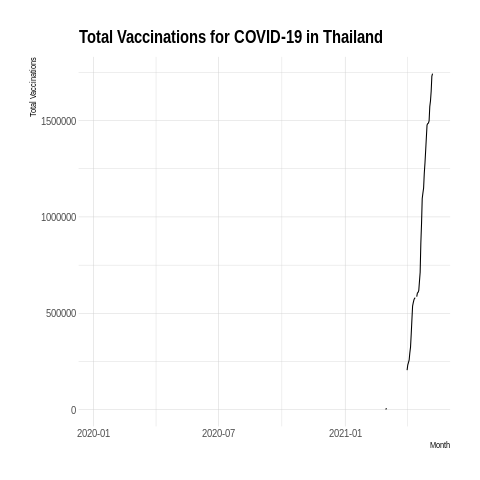 Total Vaccinations for COVID-19 in Thailand
Total Vaccinations
1500000
1000000
500000
0
2020-01
2020-07
2021-01
Month